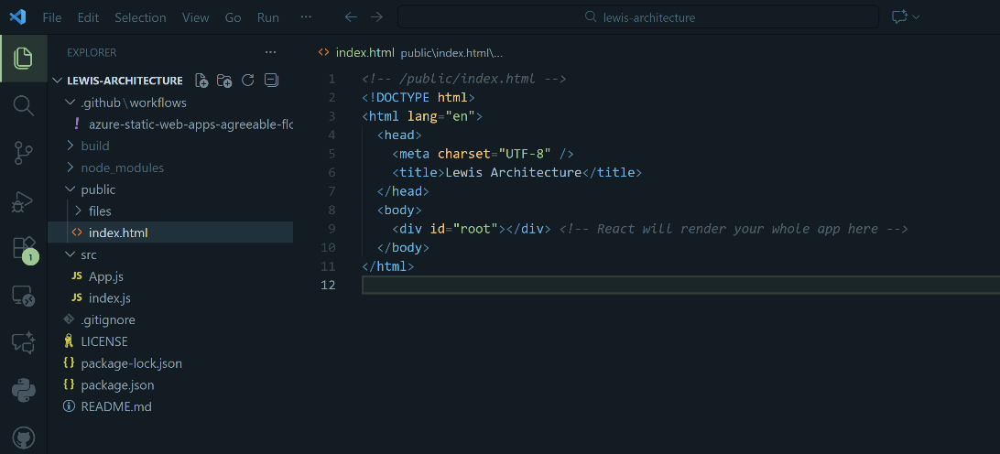 File Edit Selection View Go Run ··· lewis-architecture
EXPLORER ···
LEWIS-ARCHITECTURE
.github\workflows
! azure-static-web-apps-agreeable-flo
build
node_modules
public
files
<> index.html
src
JS App.js
JS index.js
.gitignore
LICENSE
{} package-lock.json
{} package.json
README.md
1
<> index.html public\index.html\...
1 <!-- /public/index.html -->
2 <!DOCTYPE html>
3 <html lang="en">
4 <head>
5 <meta charset="UTF-8" />
6 <title>Lewis Architecture</title>
7 </head>
8 <body>
9 <div id="root"></div> <!-- React will render your whole app here -->
10 </body>
11 </html>
12